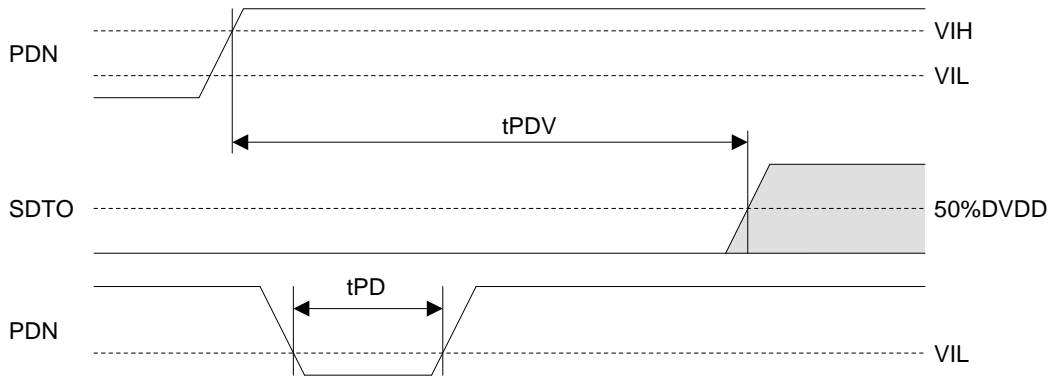 VIH
PDN
VIL
tPDV
SDTO
50%DVDD
tPD
PDN
VIL